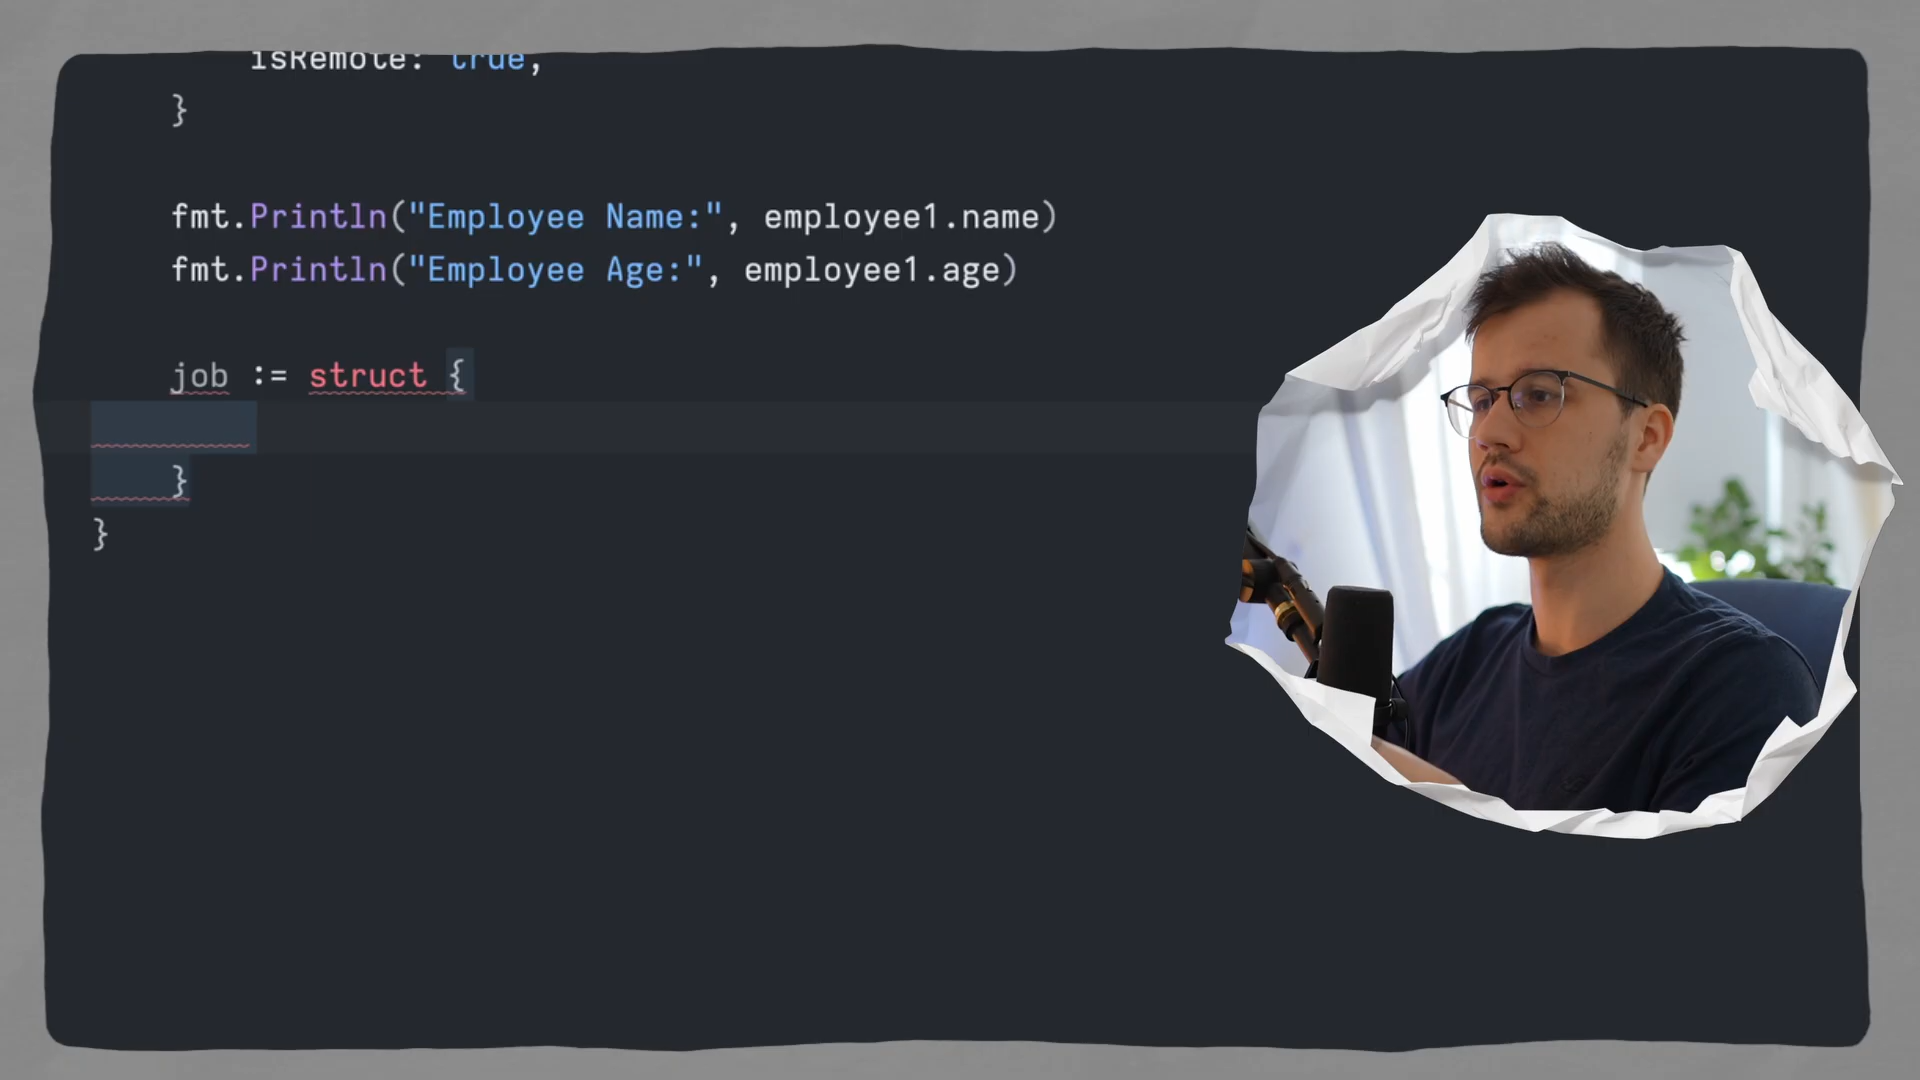 isRemote: true,
}
fmt.Println("Employee Name:", employee1.name)
fmt.Println("Employee Age:", employee1.age)
job := struct {
}
}